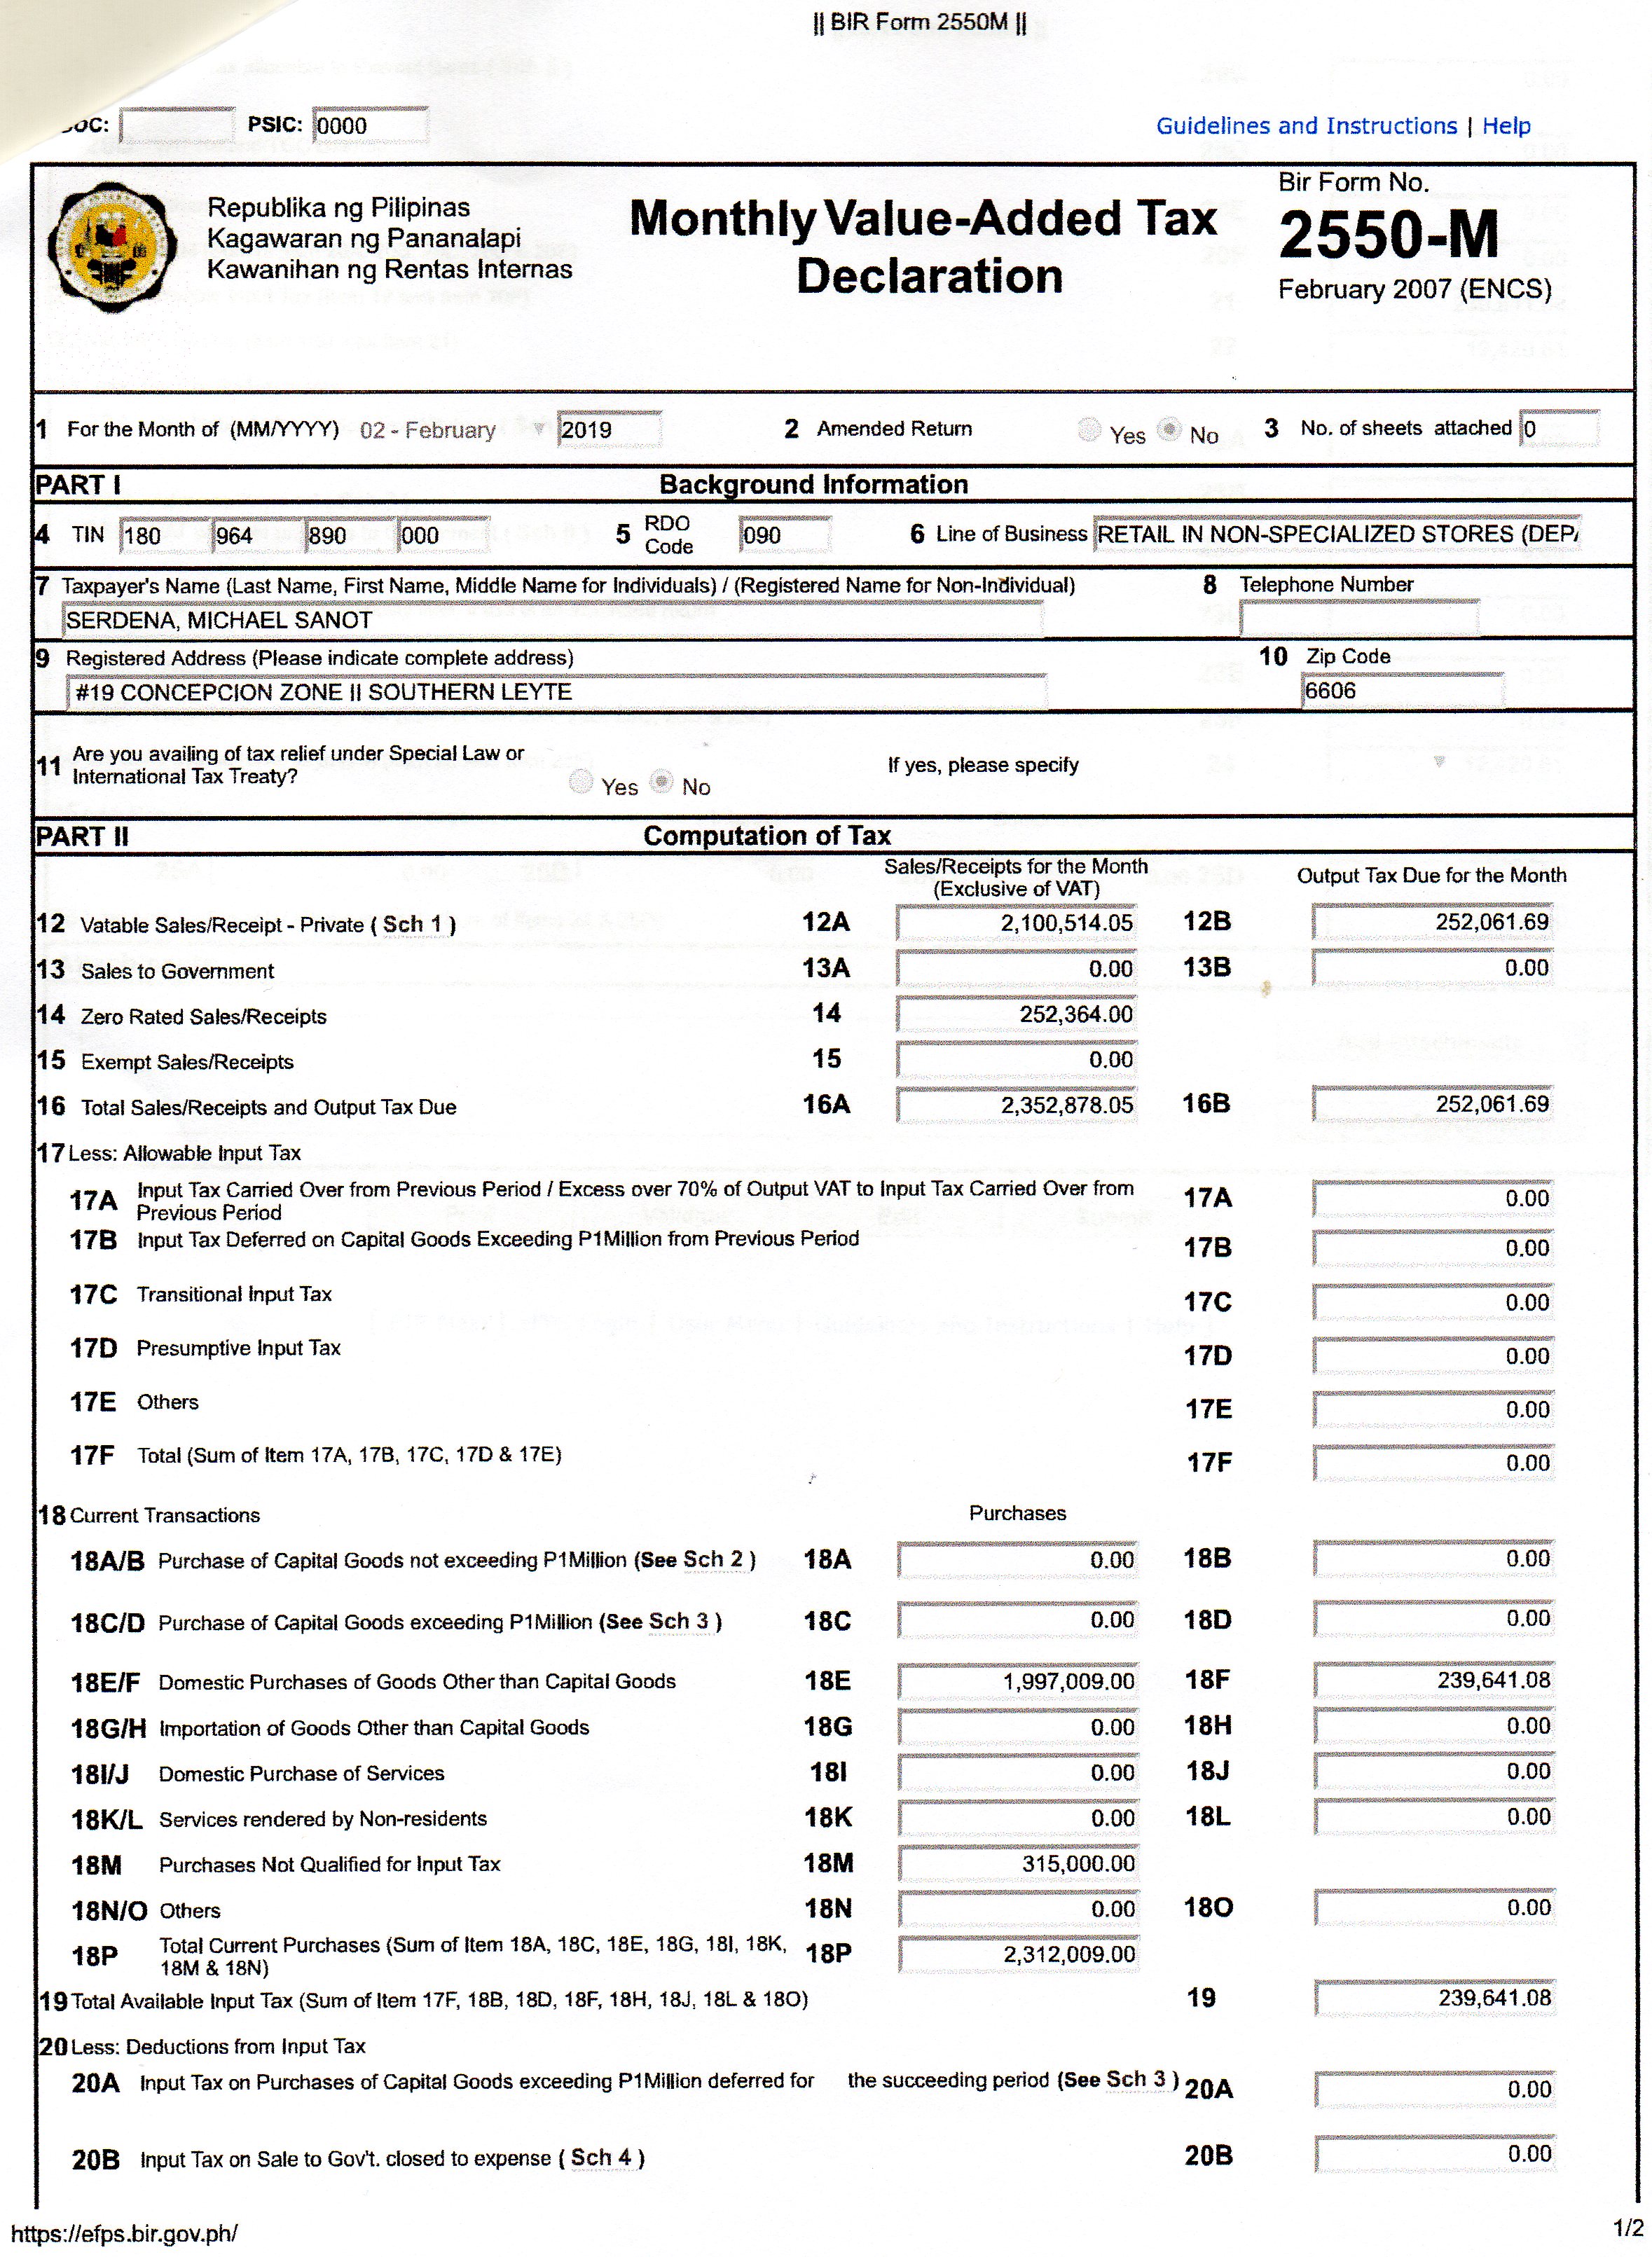 || BIR Form 2550M ||
OC: PSIC: 0000 Guidelines and Instructions | Help
Republika ng Pilipinas
Kagawaran ng Pananalapi
Kawanihan ng Rentas Internas
Monthly Value-Added Tax
Declaration
Bir Form No.
2550-M
February 2007 (ENCS)
1 For the Month of (MM/YYYY) 02 - February 2019 2 Amended Return Yes No 3 No. of sheets attached 0
PART I Background Information
4 TIN 180 964 890 000 5 RDO Code 090 6 Line of Business RETAIL IN NON-SPECIALIZED STORES (DEPA
7 Taxpayer's Name (Last Name, First Name, Middle Name for Individuals) / (Registered Name for Non-Individual) 8 Telephone Number
SERDENA, MICHAEL SANOT
9 Registered Address (Please indicate complete address) 10 Zip Code
#19 CONCEPCION ZONE II SOUTHERN LEYTE 6606
11 Are you availing of tax relief under Special Law or
International Tax Treaty? Yes No If yes, please specify
PART II Computation of Tax
Sales/Receipts for the Month
(Exclusive of VAT) Output Tax Due for the Month
12 Vatable Sales/Receipt - Private ( Sch 1 ) 12A 2,100,514.05 12B 252,061.69
13 Sales to Government 13A 0.00 13B 0.00
14 Zero Rated Sales/Receipts 14 252,364.00
15 Exempt Sales/Receipts 15 0.00
16 Total Sales/Receipts and Output Tax Due 16A 2,352,878.05 16B 252,061.69
17 Less: Allowable Input Tax
17A Input Tax Carried Over from Previous Period / Excess over 70% of Output VAT to Input Tax Carried Over from
Previous Period 17A 0.00
17B Input Tax Deferred on Capital Goods Exceeding P1Million from Previous Period 17B 0.00
17C Transitional Input Tax 17C 0.00
17D Presumptive Input Tax 17D 0.00
17E Others 17E 0.00
17F Total (Sum of Item 17A, 17B, 17C, 17D & 17E) 17F 0.00
18 Current Transactions Purchases
18A/B Purchase of Capital Goods not exceeding P1Million (See Sch 2 ) 18A 0.00 18B 0.00
18C/D Purchase of Capital Goods exceeding P1Million (See Sch 3 ) 18C 0.00 18D 0.00
18E/F Domestic Purchases of Goods Other than Capital Goods 18E 1,997,009.00 18F 239,641.08
18G/H Importation of Goods Other than Capital Goods 18G 0.00 18H 0.00
18I/J Domestic Purchase of Services 18I 0.00 18J 0.00
18K/L Services rendered by Non-residents 18K 0.00 18L 0.00
18M Purchases Not Qualified for Input Tax 18M 315,000.00
18N/O Others 18N 0.00 18O 0.00
18P Total Current Purchases (Sum of Item 18A, 18C, 18E, 18G, 18I, 18K,
18M & 18N) 18P 2,312,009.00
19 Total Available Input Tax (Sum of Item 17F, 18B, 18D, 18F, 18H, 18J, 18L & 18O) 19 239,641.08
20 Less: Deductions from Input Tax
20A Input Tax on Purchases of Capital Goods exceeding P1Million deferred for the succeeding period (See Sch 3 ) 20A 0.00
20B Input Tax on Sale to Gov't. closed to expense ( Sch 4 ) 20B 0.00
https://efps.bir.gov.ph/ 1/2